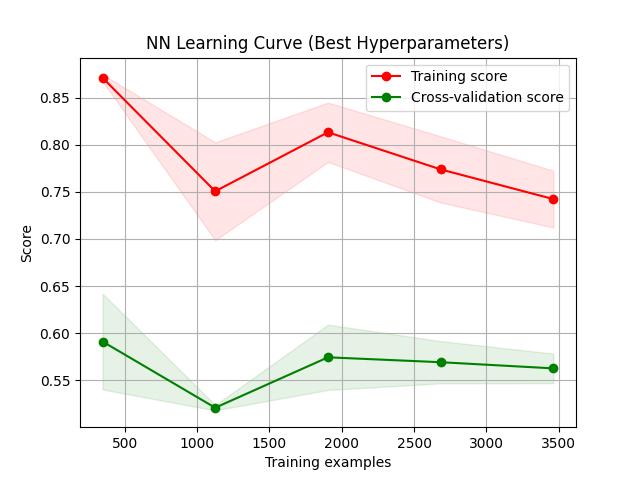 NN Learning Curve (Best Hyperparameters)
Training score
Cross-validation score
0.85
0.80
0.75
0.70
0.65
0.60
0.55
Score
500
1000
1500
2000
2500
3000
3500
Training examples